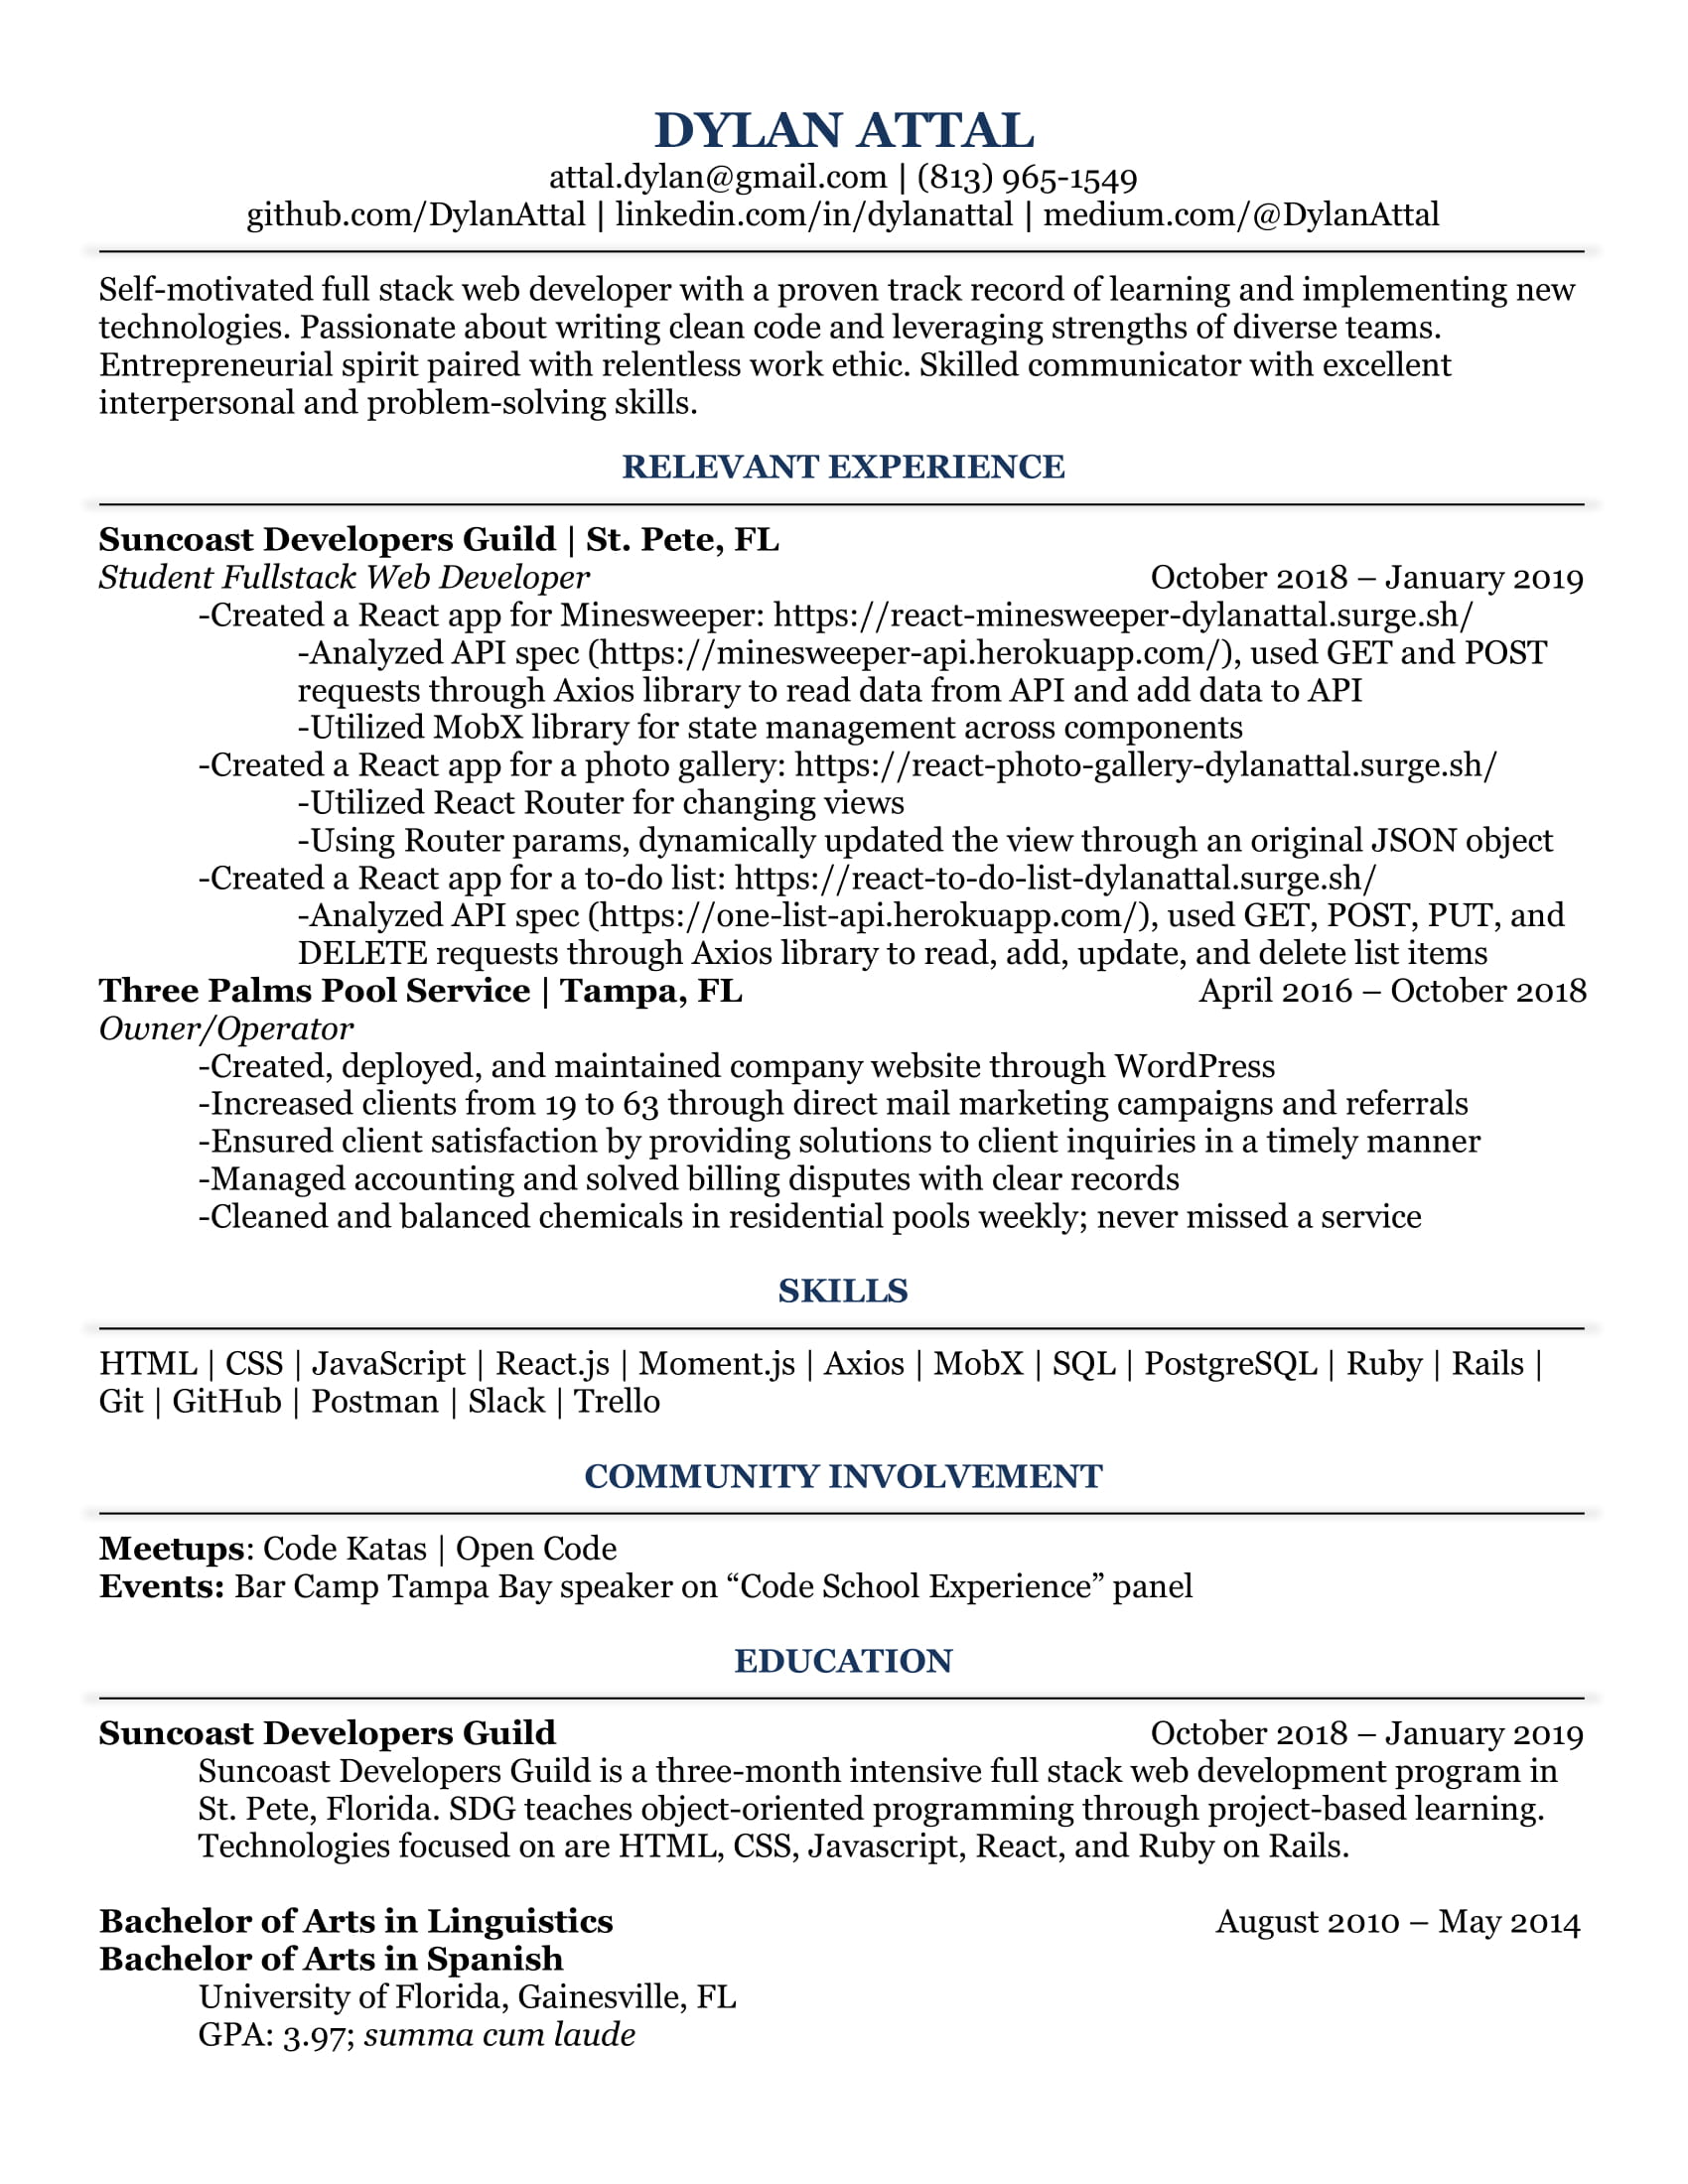 DYLAN ATTAL
attal.dylan@gmail.com | (813) 965-1549
github.com/DylanAttal | linkedin.com/in/dylanattal | medium.com/@DylanAttal
Self-motivated full stack web developer with a proven track record of learning and implementing new
technologies. Passionate about writing clean code and leveraging strengths of diverse teams.
Entrepreneurial spirit paired with relentless work ethic. Skilled communicator with excellent
interpersonal and problem-solving skills.
RELEVANT EXPERIENCE
Suncoast Developers Guild | St. Pete, FL
Student Fullstack Web Developer October 2018 – January 2019
-Created a React app for Minesweeper: https://react-minesweeper-dylanattal.surge.sh/
-Analyzed API spec (https://minesweeper-api.herokuapp.com/), used GET and POST
requests through Axios library to read data from API and add data to API
-Utilized MobX library for state management across components
-Created a React app for a photo gallery: https://react-photo-gallery-dylanattal.surge.sh/
-Utilized React Router for changing views
-Using Router params, dynamically updated the view through an original JSON object
-Created a React app for a to-do list: https://react-to-do-list-dylanattal.surge.sh/
-Analyzed API spec (https://one-list-api.herokuapp.com/), used GET, POST, PUT, and
DELETE requests through Axios library to read, add, update, and delete list items
Three Palms Pool Service | Tampa, FL April 2016 – October 2018
Owner/Operator
-Created, deployed, and maintained company website through WordPress
-Increased clients from 19 to 63 through direct mail marketing campaigns and referrals
-Ensured client satisfaction by providing solutions to client inquiries in a timely manner
-Managed accounting and solved billing disputes with clear records
-Cleaned and balanced chemicals in residential pools weekly; never missed a service
SKILLS
HTML | CSS | JavaScript | React.js | Moment.js | Axios | MobX | SQL | PostgreSQL | Ruby | Rails |
Git | GitHub | Postman | Slack | Trello
COMMUNITY INVOLVEMENT
Meetups: Code Katas | Open Code
Events: Bar Camp Tampa Bay speaker on “Code School Experience” panel
EDUCATION
Suncoast Developers Guild October 2018 – January 2019
Suncoast Developers Guild is a three-month intensive full stack web development program in
St. Pete, Florida. SDG teaches object-oriented programming through project-based learning.
Technologies focused on are HTML, CSS, Javascript, React, and Ruby on Rails.
Bachelor of Arts in Linguistics August 2010 – May 2014
Bachelor of Arts in Spanish
University of Florida, Gainesville, FL
GPA: 3.97; summa cum laude